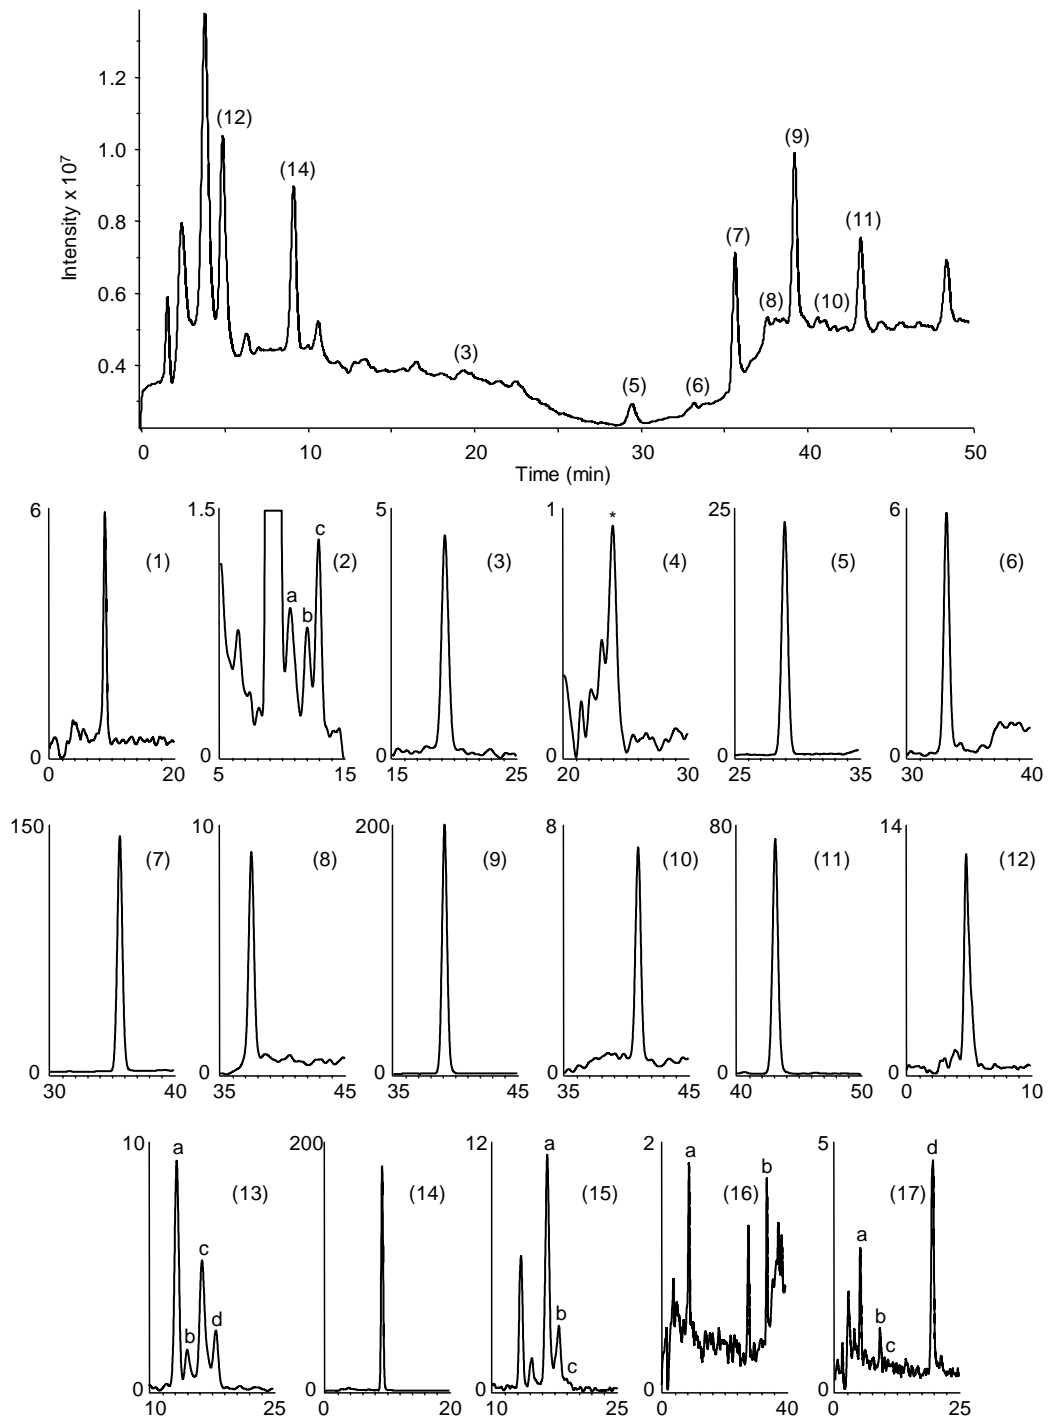 1.2
(12)
1.0
(9)
(14)
Intensity x 10⁷
0.8
(11)
(7)
0.6
(8)
(10)
(3)
0.4
(5)
(6)
0 10 20 30 40 50
Time (min)
6 1.5 5 1 25 6
* c
(1) (2) (3) (4) (5) (6)
a
b
0 0 0 0 0 0
0 20 5 15 15 25 20 30 25 35 30 40
150 10 200 8 80 14
(7) (8) (9) (10) (11) (12)
0 0 0 0 0 0
30 40 35 45 35 45 35 45 40 50 0 10
10 200 12 2 5
a a a b d
(13) (14) (15) (16) (17)
c a
b d b b
c c
0 0 0 0 0
10 25 0 20 10 25 0 40 0 25